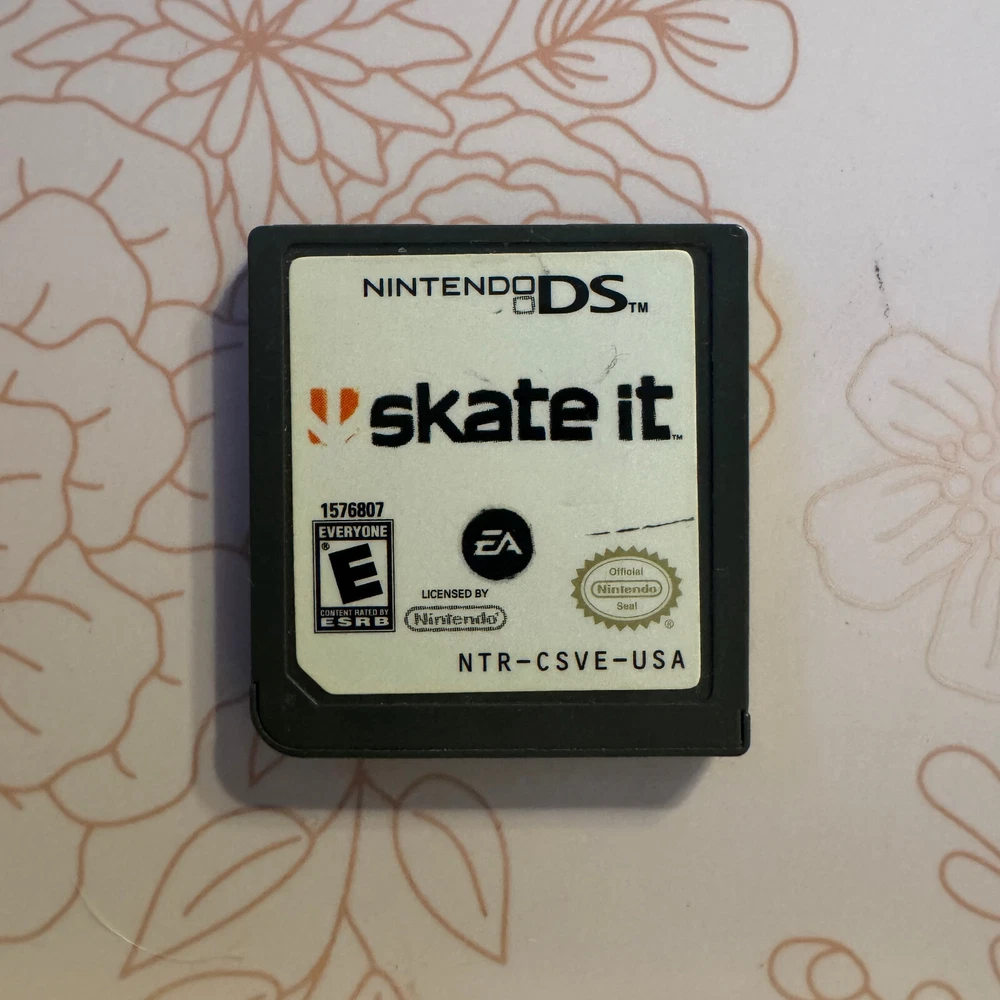 NINTENDO DS™
skate it™
1576807
EVERYONE
E®
CONTENT RATED BY
ESRB
EA
LICENSED BY
Nintendo®
Official
Nintendo
Seal
®
NTR-CSVE-USA